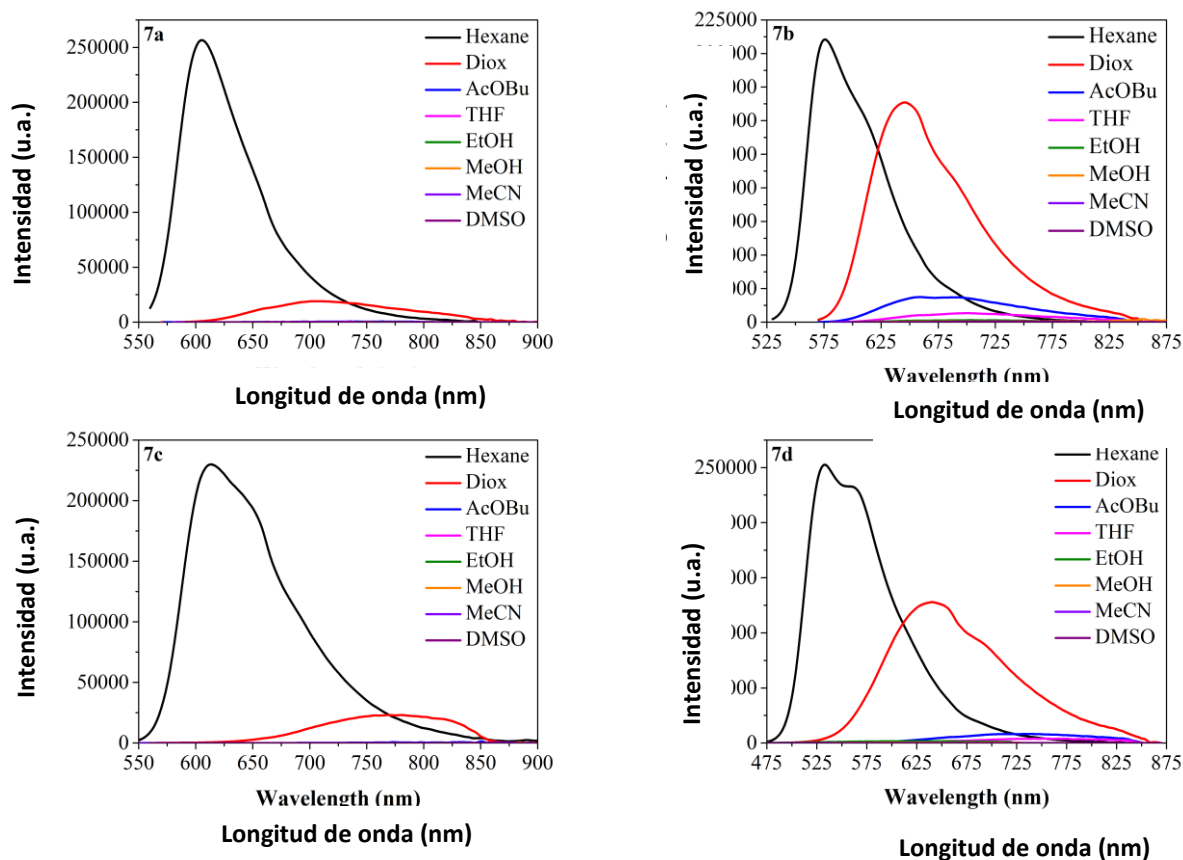 7a
Hexane
Diox
AcOBu
THF
EtOH
MeOH
MeCN
DMSO
250000
200000
150000
100000
50000
0
550 600 650 700 750 800 850 900
Intensidad (u.a.)
Longitud de onda (nm)
7b
Hexane
Diox
AcOBu
THF
EtOH
MeOH
MeCN
DMSO
225000
0
525 575 625 675 725 775 825 875
Intensidad (u.a.)
Wavelength (nm)
Longitud de onda (nm)
7c
Hexane
Diox
AcOBu
THF
EtOH
MeOH
MeCN
DMSO
250000
200000
150000
100000
50000
0
550 600 650 700 750 800 850 900
Intensidad (u.a.)
Wavelength (nm)
Longitud de onda (nm)
7d
Hexane
Diox
AcOBu
THF
EtOH
MeOH
MeCN
DMSO
250000
0
475 525 575 625 675 725 775 825 875
Intensidad (u.a.)
Wavelength (nm)
Longitud de onda (nm)